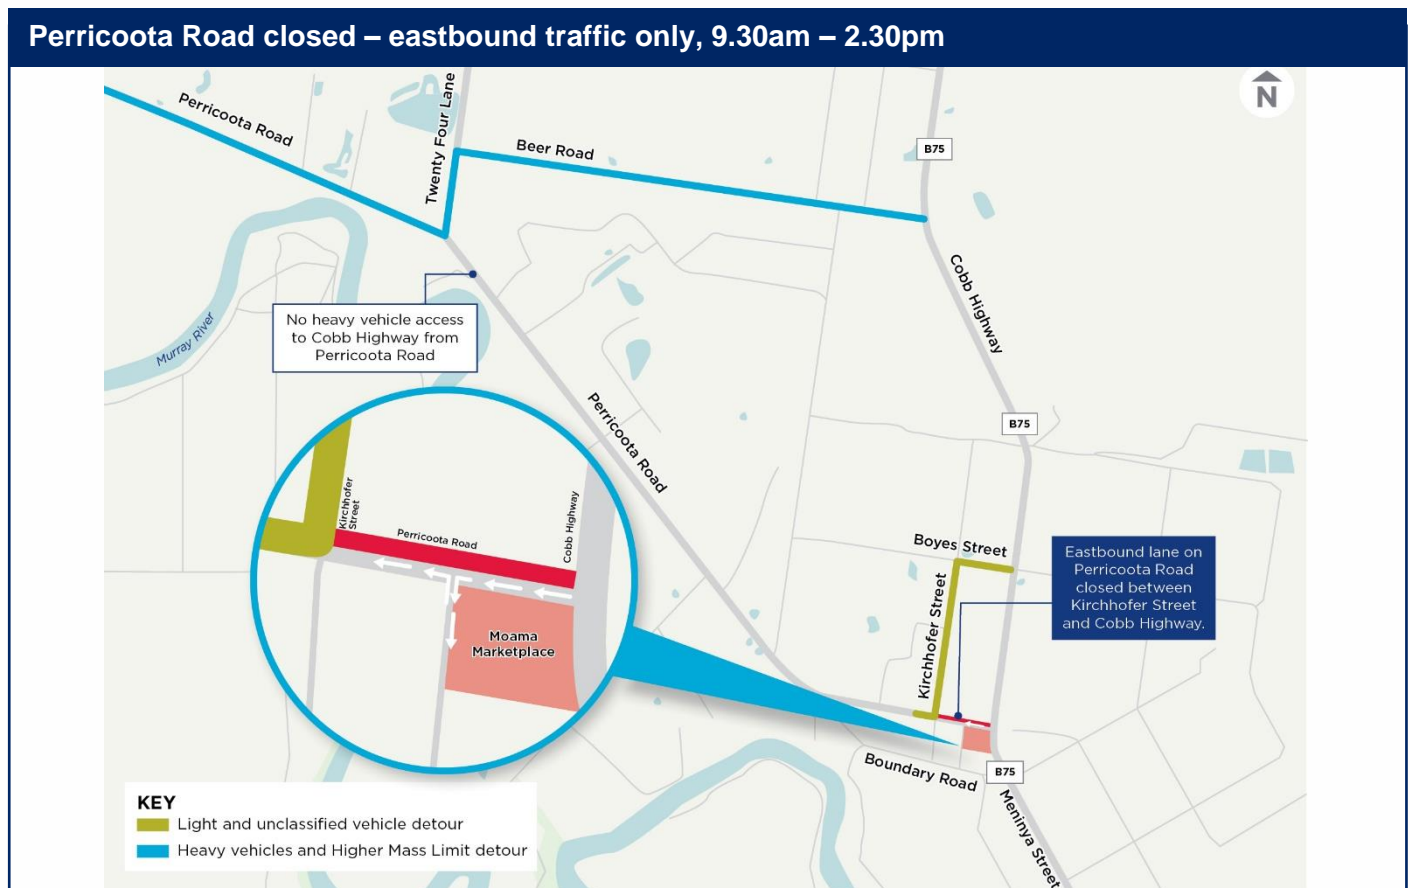 Perricoota Road closed – eastbound traffic only, 9.30am – 2.30pm
N
Perricoota Road
Twenty Four Lane
Beer Road
B75
Cobb Highway
No heavy vehicle access
to Cobb Highway from
Perricoota Road
Murray River
Perricoota Road
B75
Kirchhofer
Street
Perricoota Road
Cobb Highway
Moama
Marketplace
Boyes Street
Kirchhofer Street
Eastbound lane on
Perricoota Road
closed between
Kirchhofer Street
and Cobb Highway.
Boundary Road
B75
Meninya Street
KEY
Light and unclassified vehicle detour
Heavy vehicles and Higher Mass Limit detour